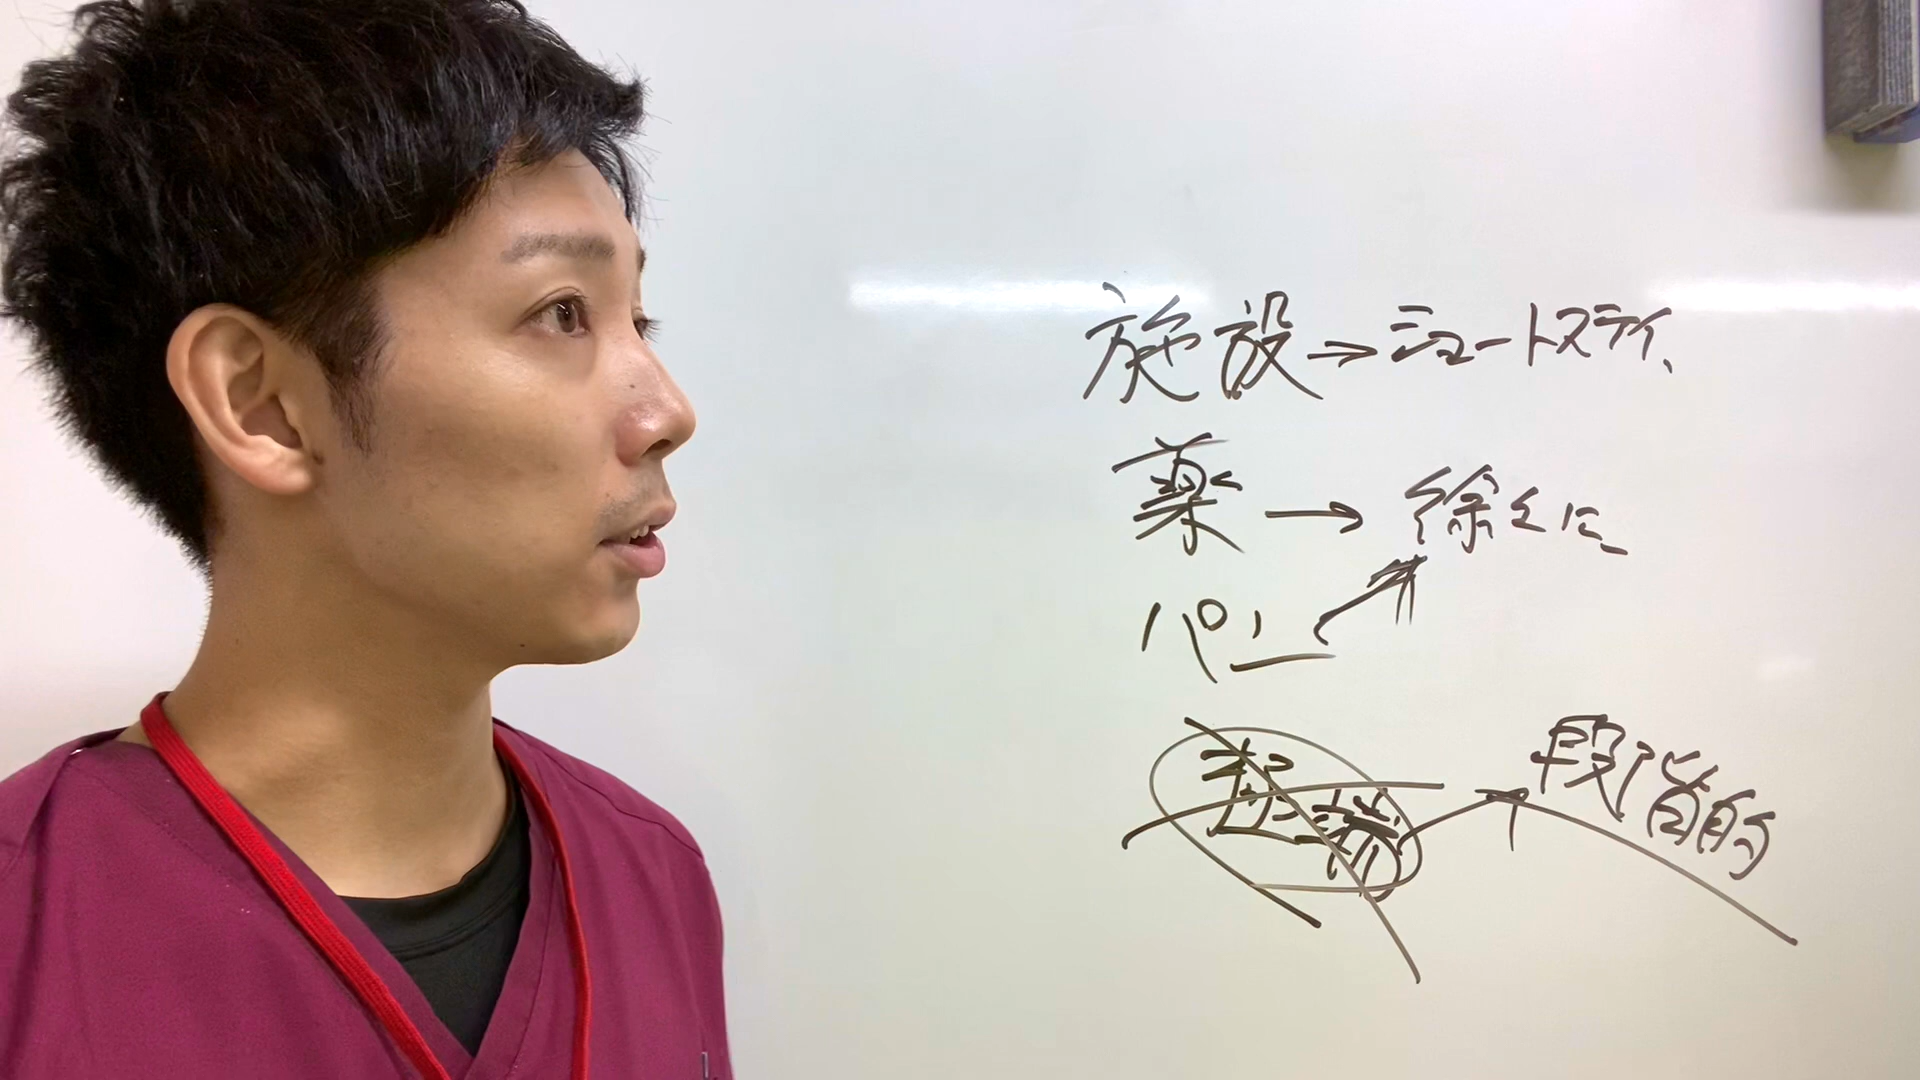 施設→ショートステイ、
薬→徐々に
パン
極端→段階的